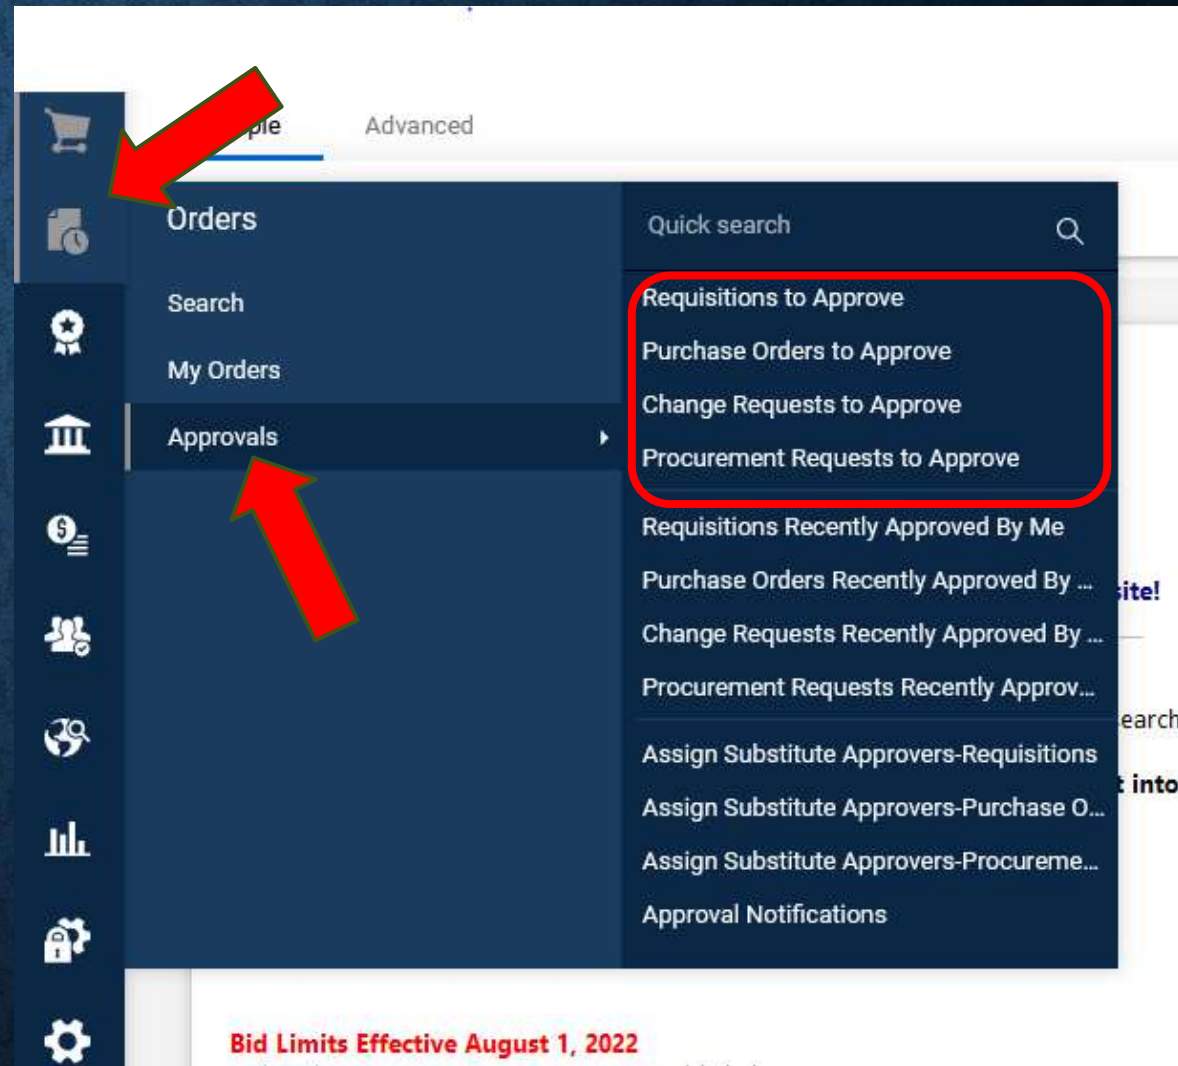 Advanced
Orders
Search
My Orders
Approvals
Quick search
Requisitions to Approve
Purchase Orders to Approve
Change Requests to Approve
Procurement Requests to Approve
Requisitions Recently Approved By Me
Purchase Orders Recently Approved By ...
Change Requests Recently Approved By ...
Procurement Requests Recently Approv...
Assign Substitute Approvers-Requisitions
Assign Substitute Approvers-Purchase O...
Assign Substitute Approvers-Procureme...
Approval Notifications
site!
earch
t into
Bid Limits Effective August 1, 2022